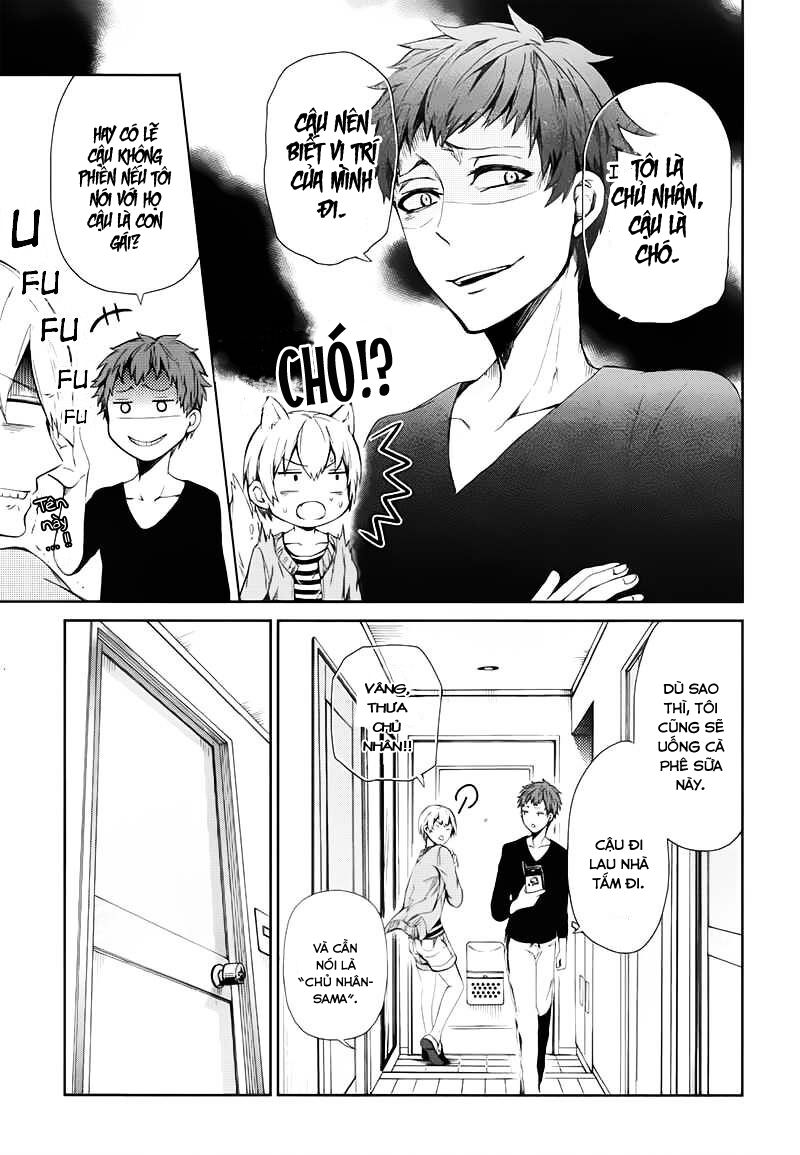 I TÔI LÀ
CHỦ NHÂN,
CẬU LÀ
CHÓ..
CẬU NÊN
BIẾT VỊ TRÍ
CỦA MÌNH
ĐI..
CHÓ!?
HAY CÓ LẼ
CẬU KHÔNG
PHIỀN NẾU TÔI
NÓI VỚI HỌ
CẬU LÀ CON
GÁI?
U
FU
FU
FU
FU
Tên
này
...!!
DÙ SAO
THÌ, TÔI
CŨNG SẼ
UỐNG CÀ
PHÊ SỮA
NÀY.
CẬU ĐI
LAU NHÀ
TẮM ĐI.
VÂNG,
THƯA
CHỦ
NHÂN!!
VÀ CẦN
NÓI LÀ
"CHỦ NHÂN-
SAMA".